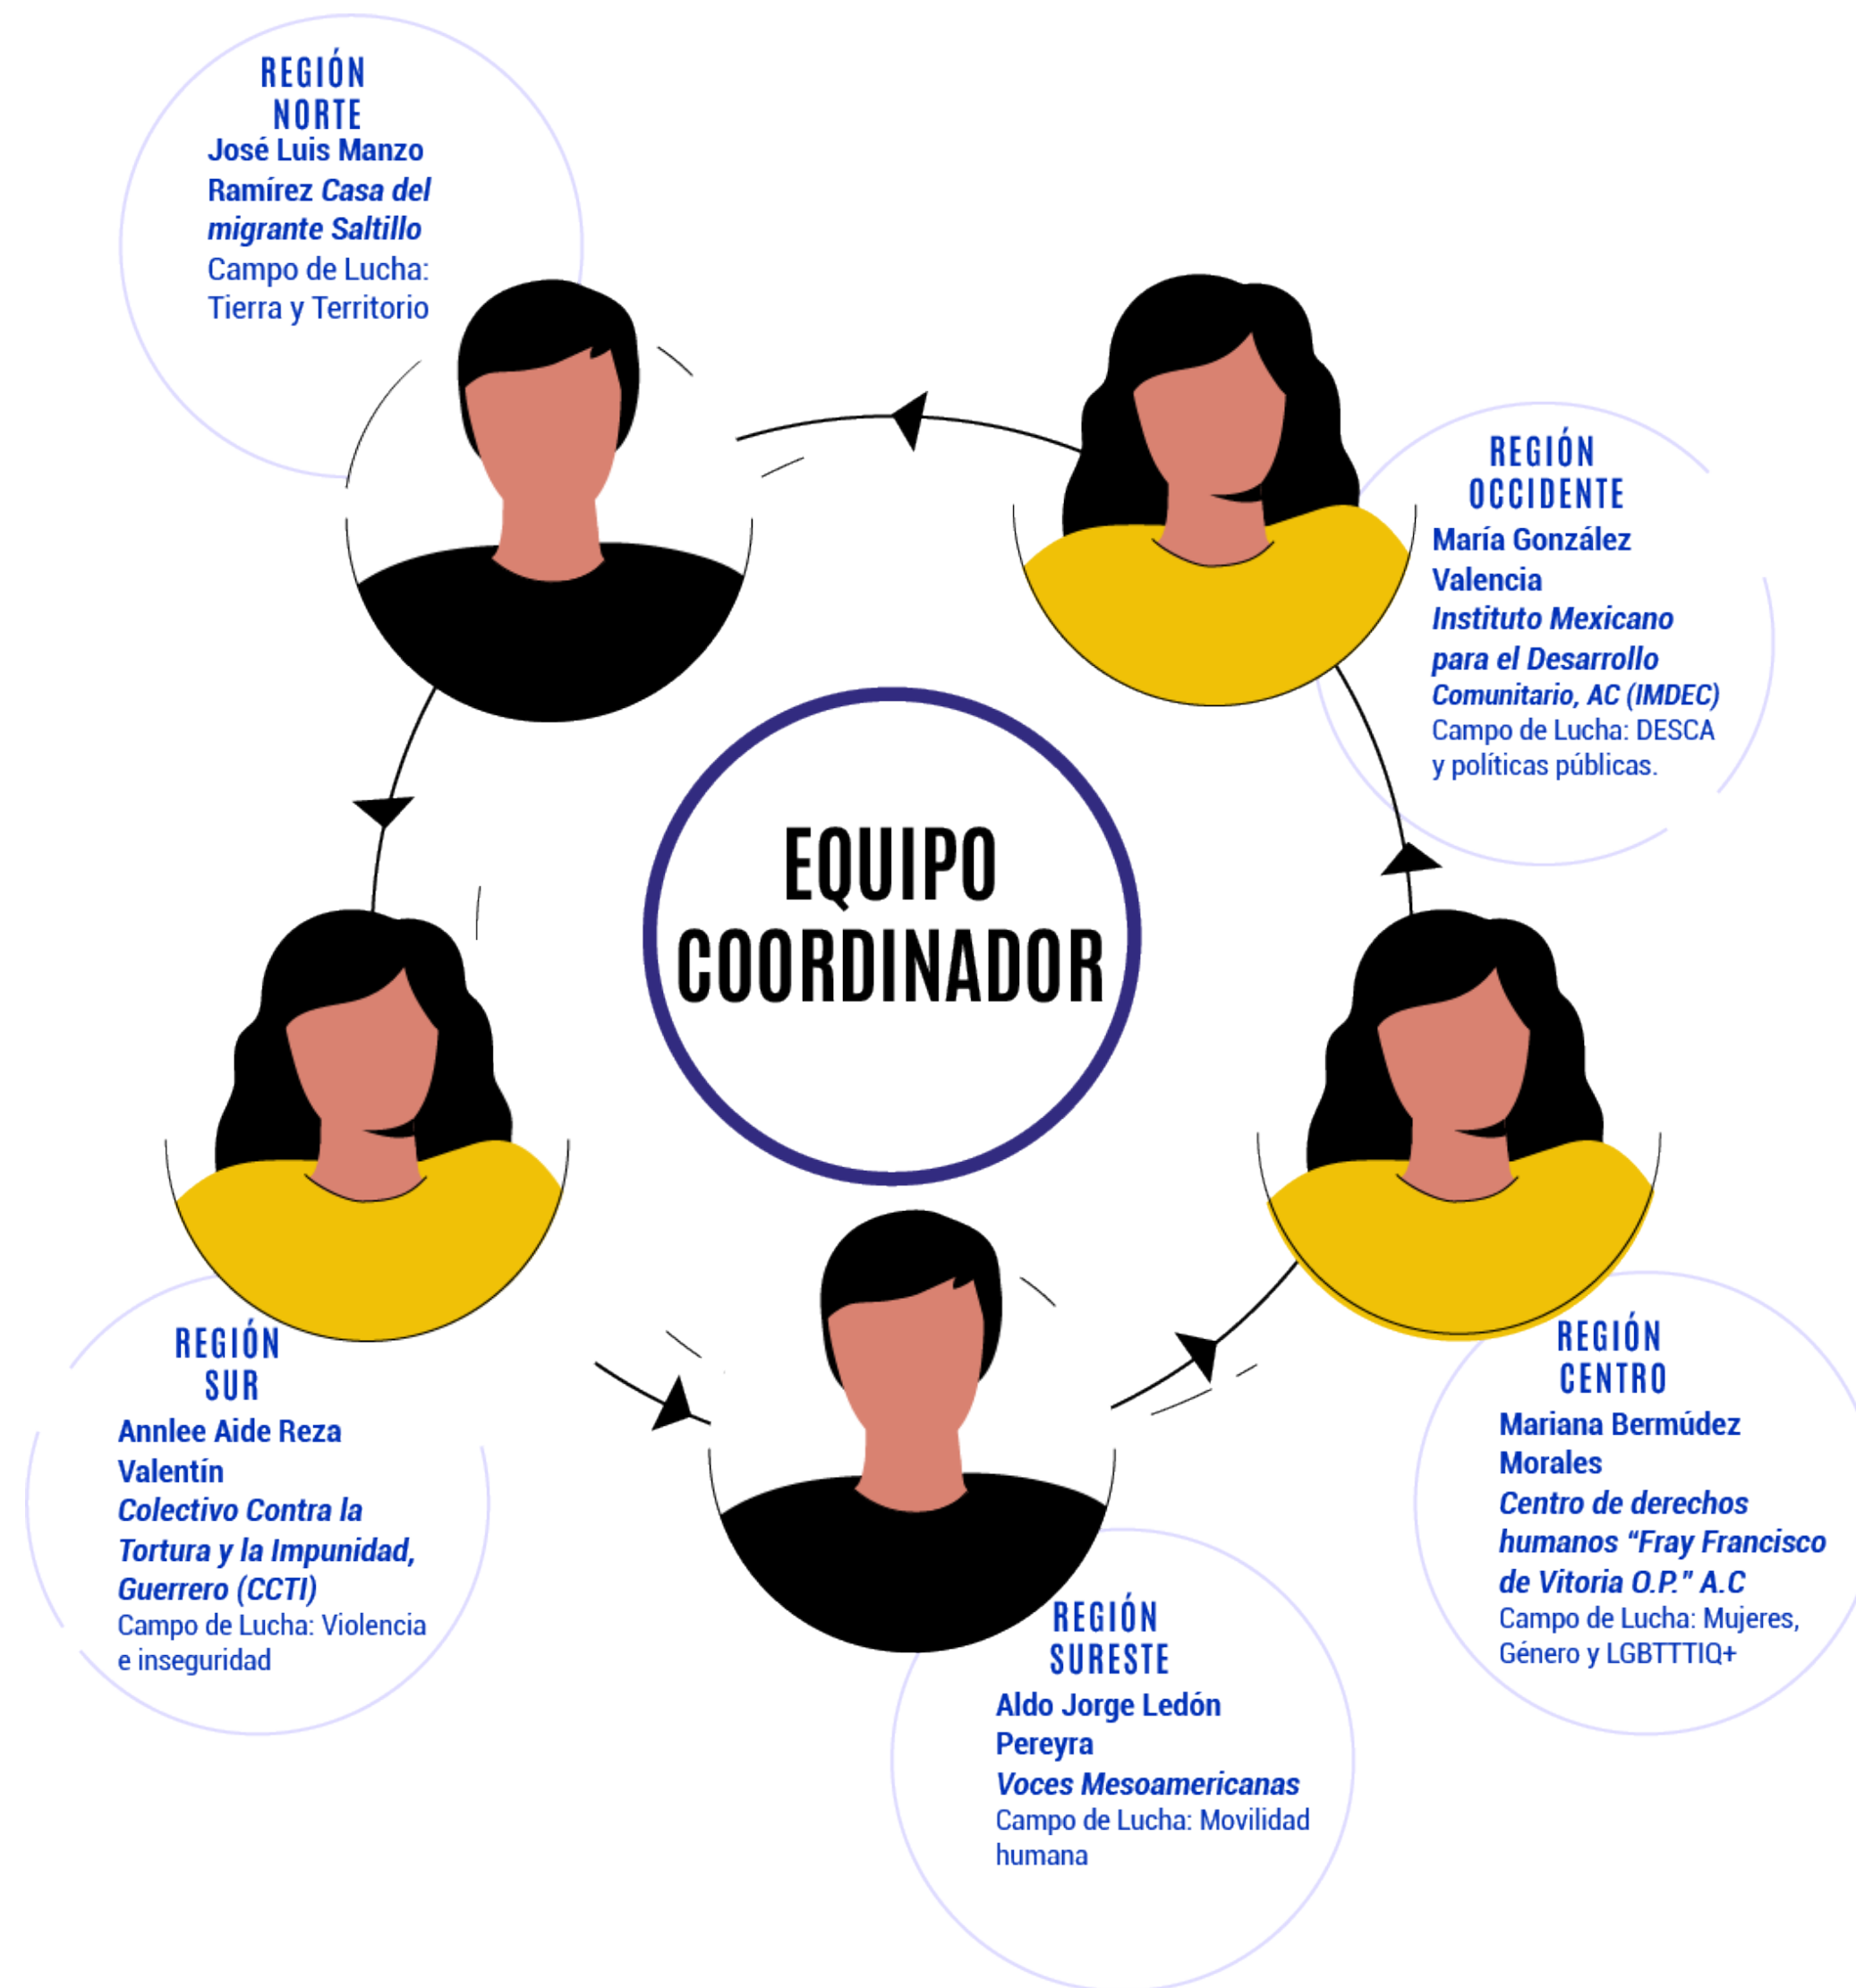 REGIÓN
NORTE
José Luis Manzo
Ramírez Casa del
migrante Saltillo
Campo de Lucha:
Tierra y Territorio
REGIÓN
OCCIDENTE
María González
Valencia
Instituto Mexicano
para el Desarrollo
Comunitario, AC (IMDEC)
Campo de Lucha: DESCA
y políticas públicas.
EQUIPO
COORDINADOR
REGIÓN
SUR
Annlee Aide Reza
Valentín
Colectivo Contra la
Tortura y la Impunidad,
Guerrero (CCTI)
Campo de Lucha: Violencia
e inseguridad
REGIÓN
CENTRO
Mariana Bermúdez
Morales
Centro de derechos
humanos “Fray Francisco
de Vitoria O.P.” A.C
Campo de Lucha: Mujeres,
Género y LGBTTTIQ+
REGIÓN
SURESTE
Aldo Jorge Ledón
Pereyra
Voces Mesoamericanas
Campo de Lucha: Movilidad
humana